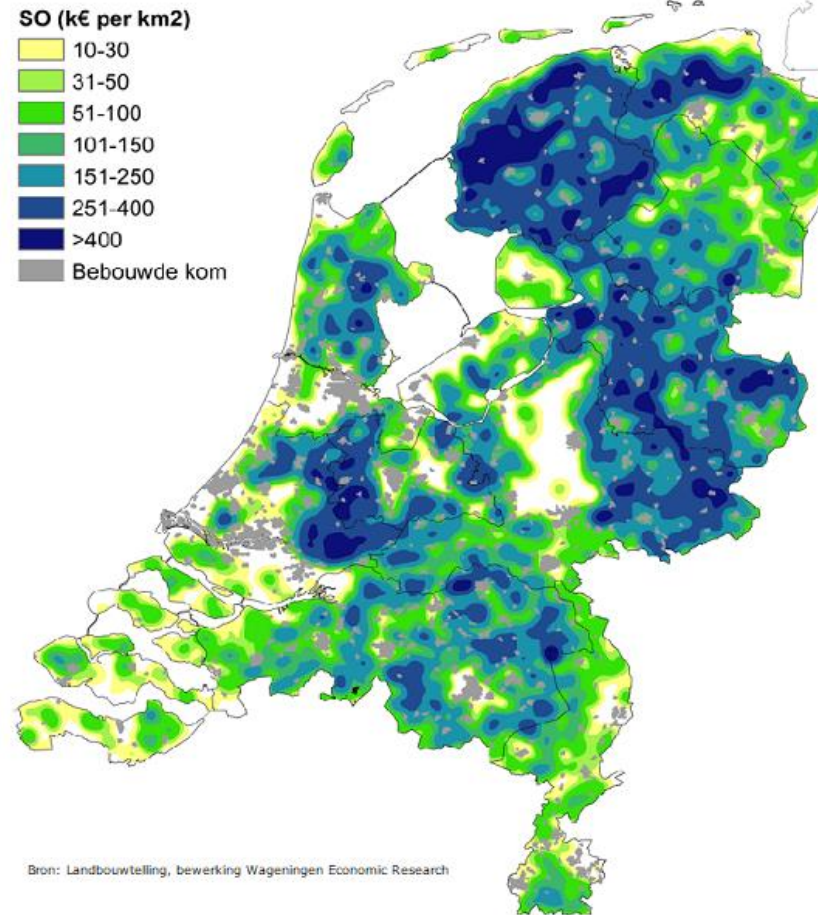 SO (k€ per km2)
10-30
31-50
51-100
101-150
151-250
251-400
>400
Bebouwde kom
Bron: Landbouwtelling, bewerking Wageningen Economic Research